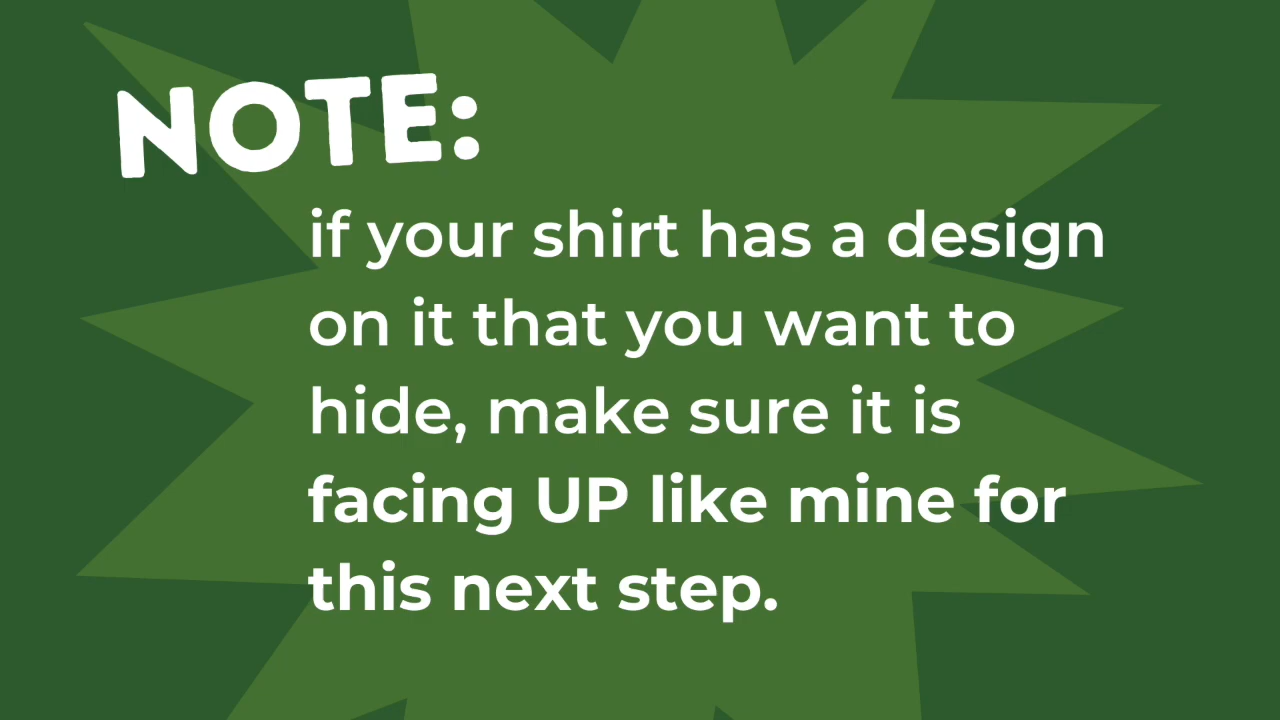 NOTE:
if your shirt has a design
on it that you want to
hide, make sure it is
facing UP like mine for
this next step.